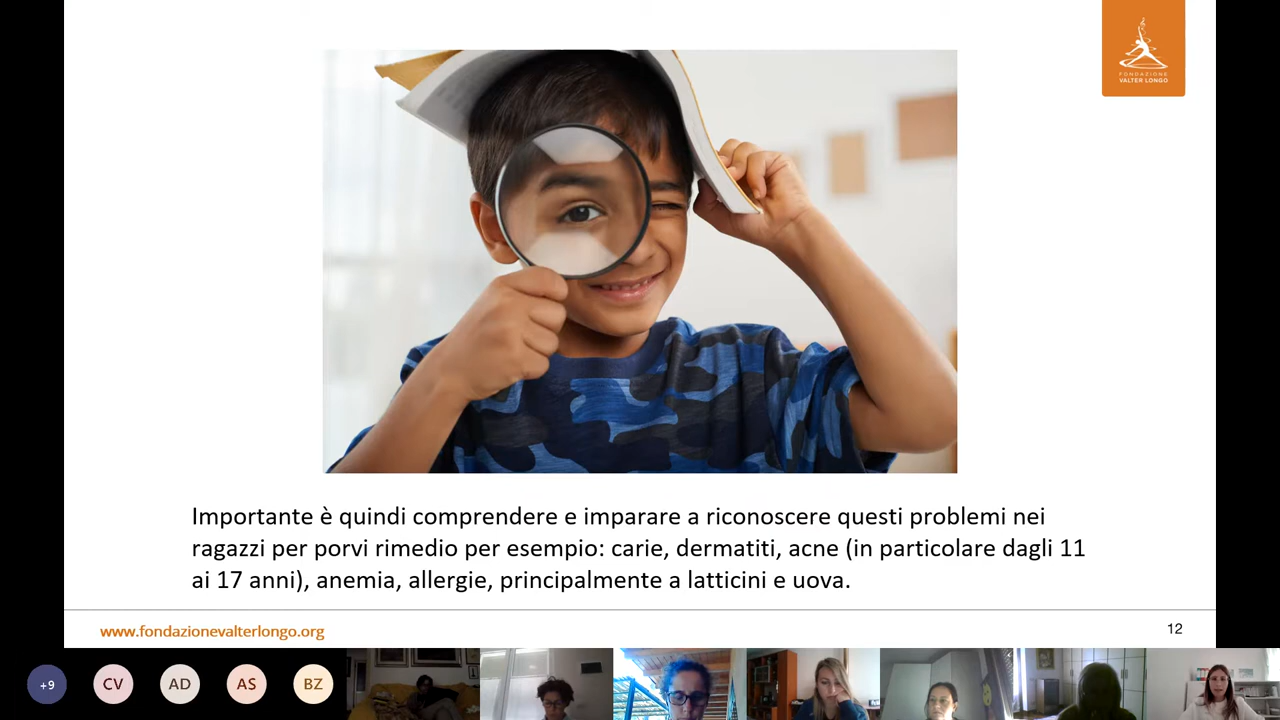 FONDAZIONE
VALTER LONGO
Importante è quindi comprendere e imparare a riconoscere questi problemi nei
ragazzi per porvi rimedio per esempio: carie, dermatiti, acne (in particolare dagli 11
ai 17 anni), anemia, allergie, principalmente a latticini e uova.
www.fondazionevalterlongo.org
12
+9
CV
AD
AS
BZ